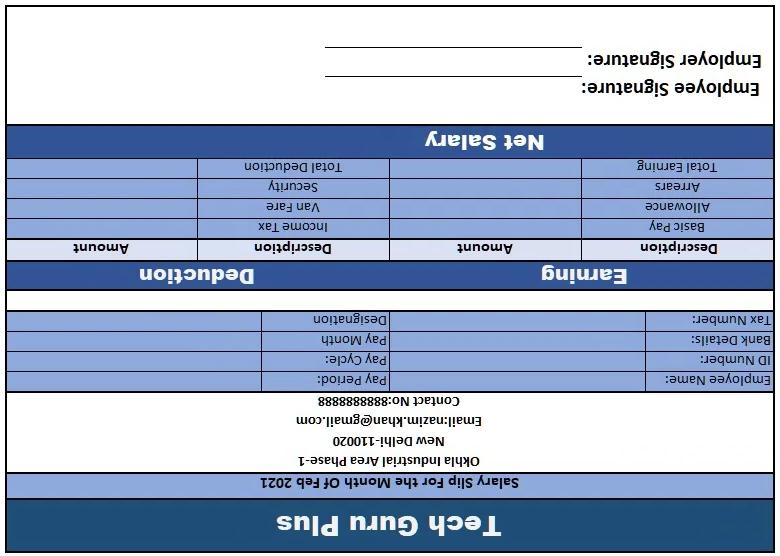 Tech Guru Plus
Salary Slip For the Month Of Feb 2021
Okhla Industrial Area Phase-1-
New Delhi-110020
Email:nazim.khan@gmail.com
Contact No:8888888888
Employee Name: Pay Period:
ID Number: Pay Cycle:
Bank Details: Pay Month
Tax Number: Designation
Earning Deduction
Description Amount Description Amount
Basic Pay Income Tax
Allowance Van Fare
Arrears Security
Total Earning Total Deduction
Net Salary
Employee Signature:
Employer Signature: